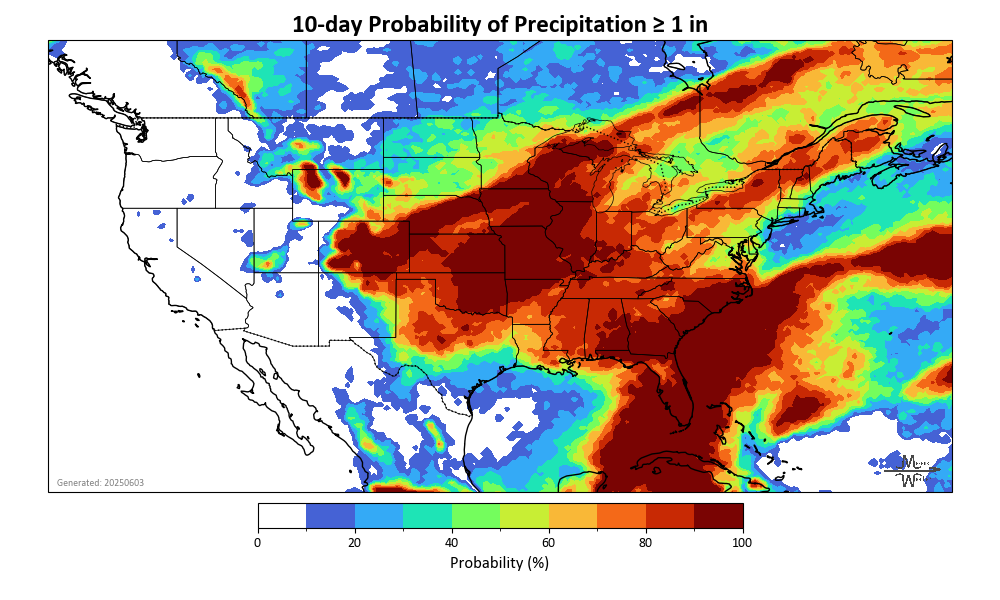 10-day Probability of Precipitation ≥ 1 in
Generated: 20250603
0 20 40 60 80 100
Probability (%)